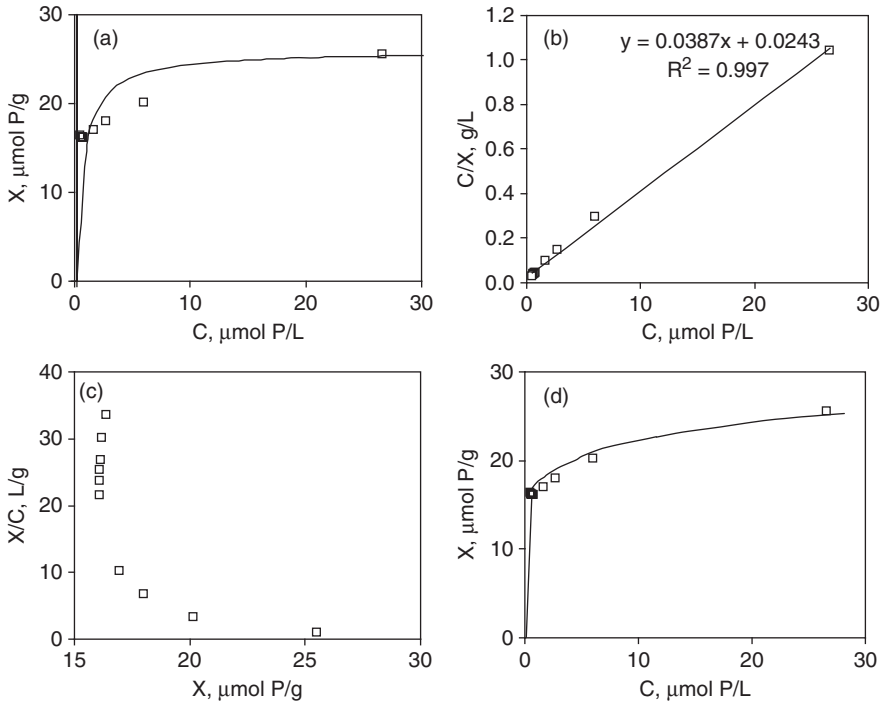 (a)
X, μmol P/g
30
20
10
0
0
10
20
30
C, μmol P/L
(b)
y = 0.0387x + 0.0243
R² = 0.997
C/X, g/L
1.2
1.0
0.8
0.6
0.4
0.2
0.0
0
10
20
30
C, μmol P/L
(c)
X/C, L/g
40
30
20
10
0
15
20
25
30
X, μmol P/g
(d)
X, μmol P/g
30
20
10
0
0
10
20
30
C, μmol P/L